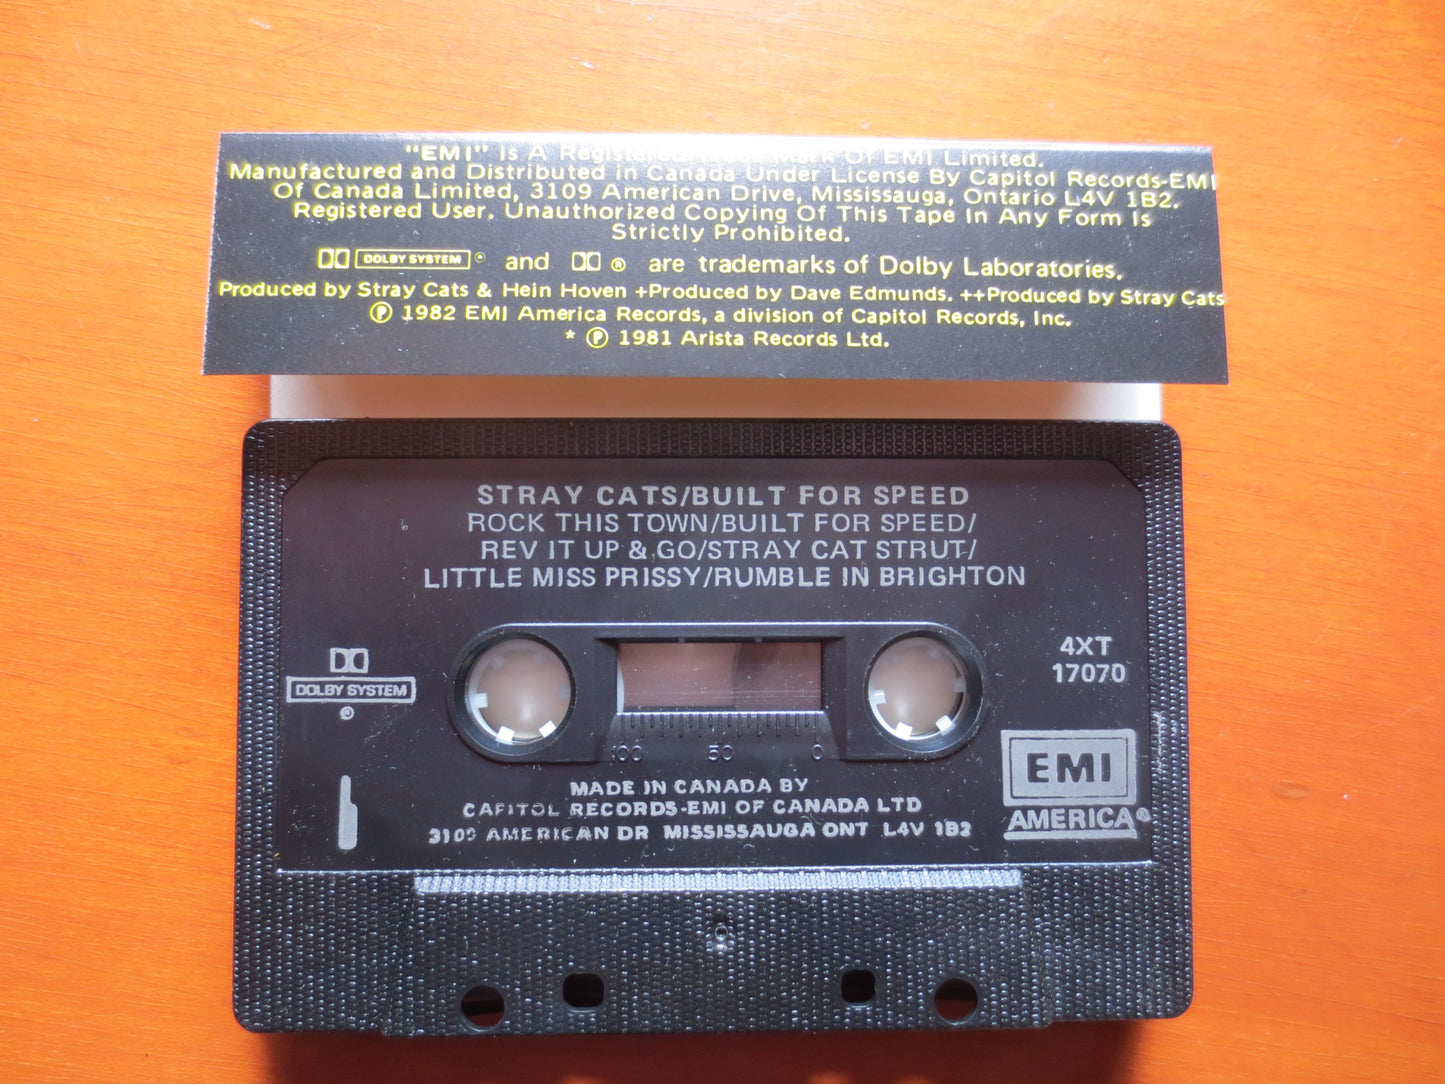 "EMI" Is A Registered Trademark Of EMI Limited.
Manufactured and Distributed in Canada Under License By Capitol Records-EMI
Of Canada Limited, 3109 American Drive, Mississauga, Ontario L4V 1B2.
Registered User. Unauthorized Copying Of This Tape In Any Form Is
Strictly Prohibited.
DOLBY SYSTEM ® and ® are trademarks of Dolby Laboratories.
Produced by Stray Cats & Hein Hoven +Produced by Dave Edmunds. ++Produced by Stray Cats
℗ 1982 EMI America Records, a division of Capitol Records, Inc.
* ℗ 1981 Arista Records Ltd.
STRAY CATS/BUILT FOR SPEED
ROCK THIS TOWN/BUILT FOR SPEED/
REV IT UP & GO/STRAY CAT STRUT/
LITTLE MISS PRISSY/RUMBLE IN BRIGHTON
4XT
17070
DOLBY SYSTEM
®
100 50 0
1
EMI
AMERICA®
MADE IN CANADA BY
CAPITOL RECORDS-EMI OF CANADA LTD
3109 AMERICAN DR MISSISSAUGA ONT L4V 1B2